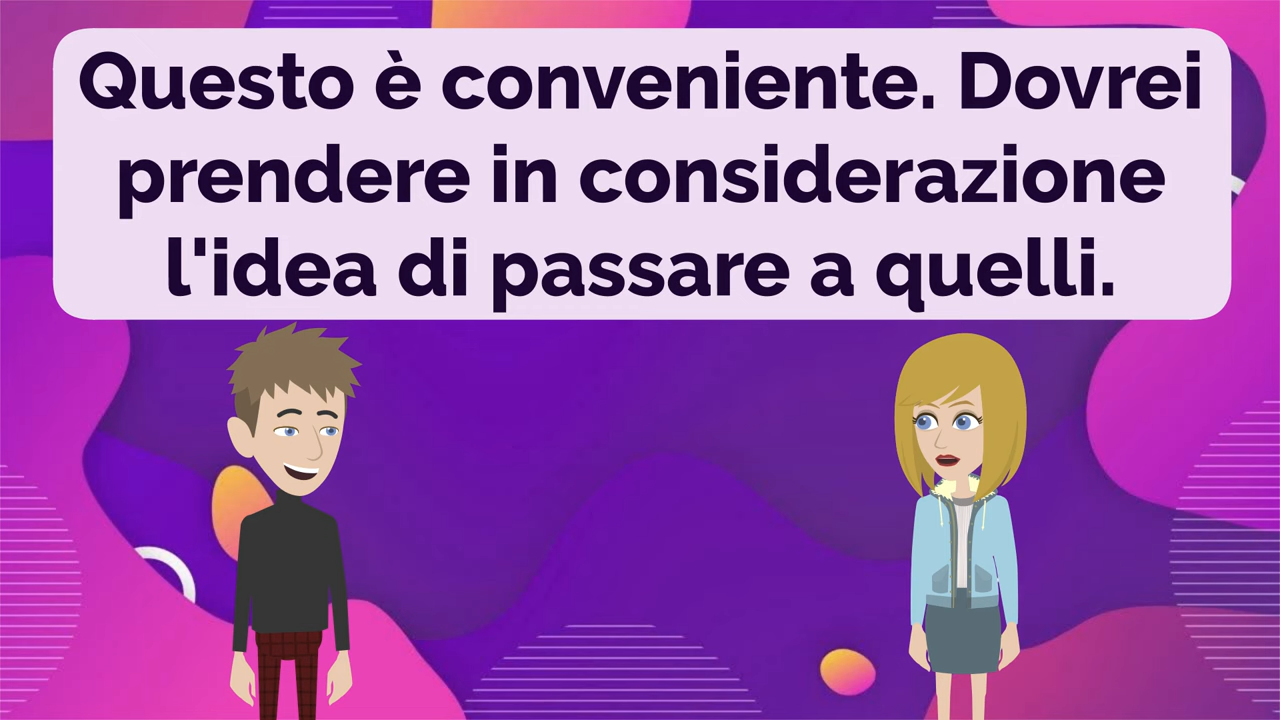 Questo è conveniente. Dovrei
prendere in considerazione
l'idea di passare a quelli.